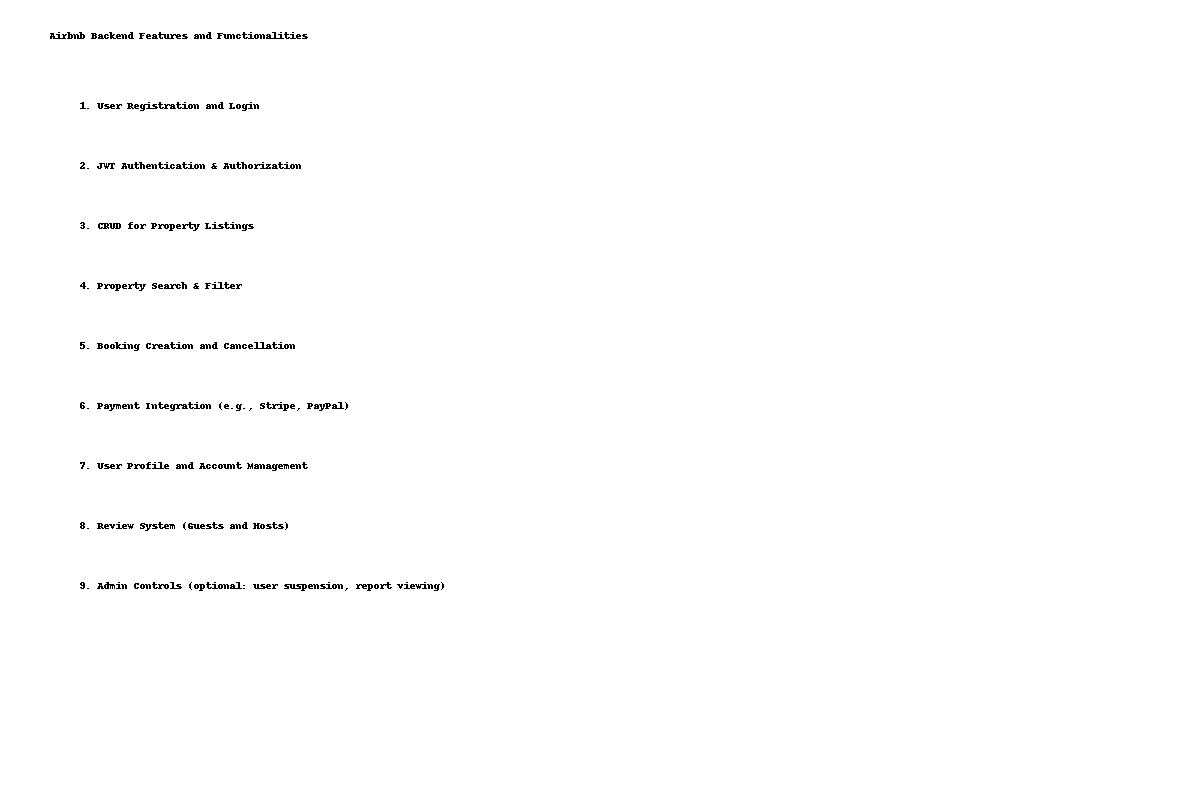 Airbnb Backend Features and Functionalities
1. User Registration and Login
2. JWT Authentication & Authorization
3. CRUD for Property Listings
4. Property Search & Filter
5. Booking Creation and Cancellation
6. Payment Integration (e.g., Stripe, PayPal)
7. User Profile and Account Management
8. Review System (Guests and Hosts)
9. Admin Controls (optional: user suspension, report viewing)